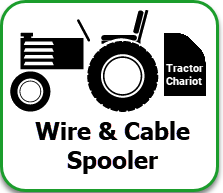 Tractor
Chariot
Wire & Cable
Spooler